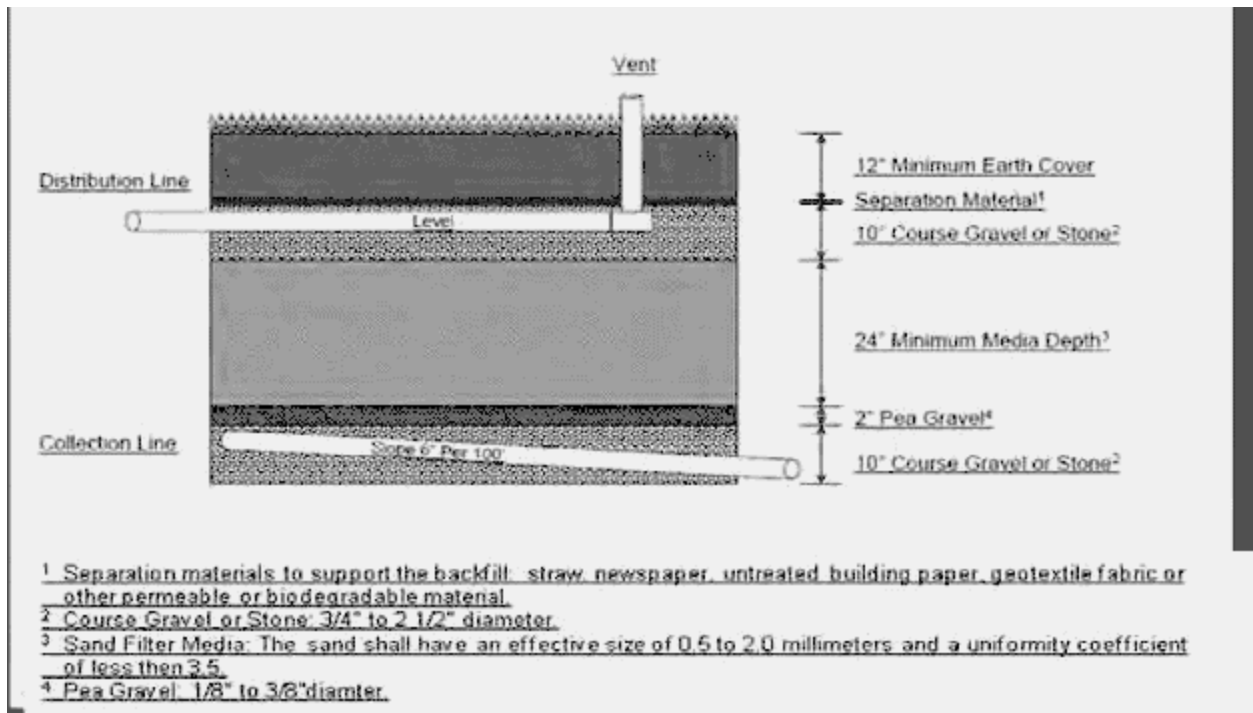 Vent
12" Minimum Earth Cover
Distribution Line
Separation Material¹
Level
10" Course Gravel or Stone²
24" Minimum Media Depth³
2" Pea Gravel⁴
Collection Line
Slope 6" Per 100'
10" Course Gravel or Stone²
¹ Separation materials to support the backfill: straw, newspaper, untreated building paper, geotextile fabric or
other permeable or biodegradable material.
² Course Gravel or Stone: 3/4" to 2 1/2" diameter.
³ Sand Filter Media: The sand shall have an effective size of 0.5 to 2.0 millimeters and a uniformity coefficient
of less then 3.5.
⁴ Pea Gravel: 1/8" to 3/8"diamter.